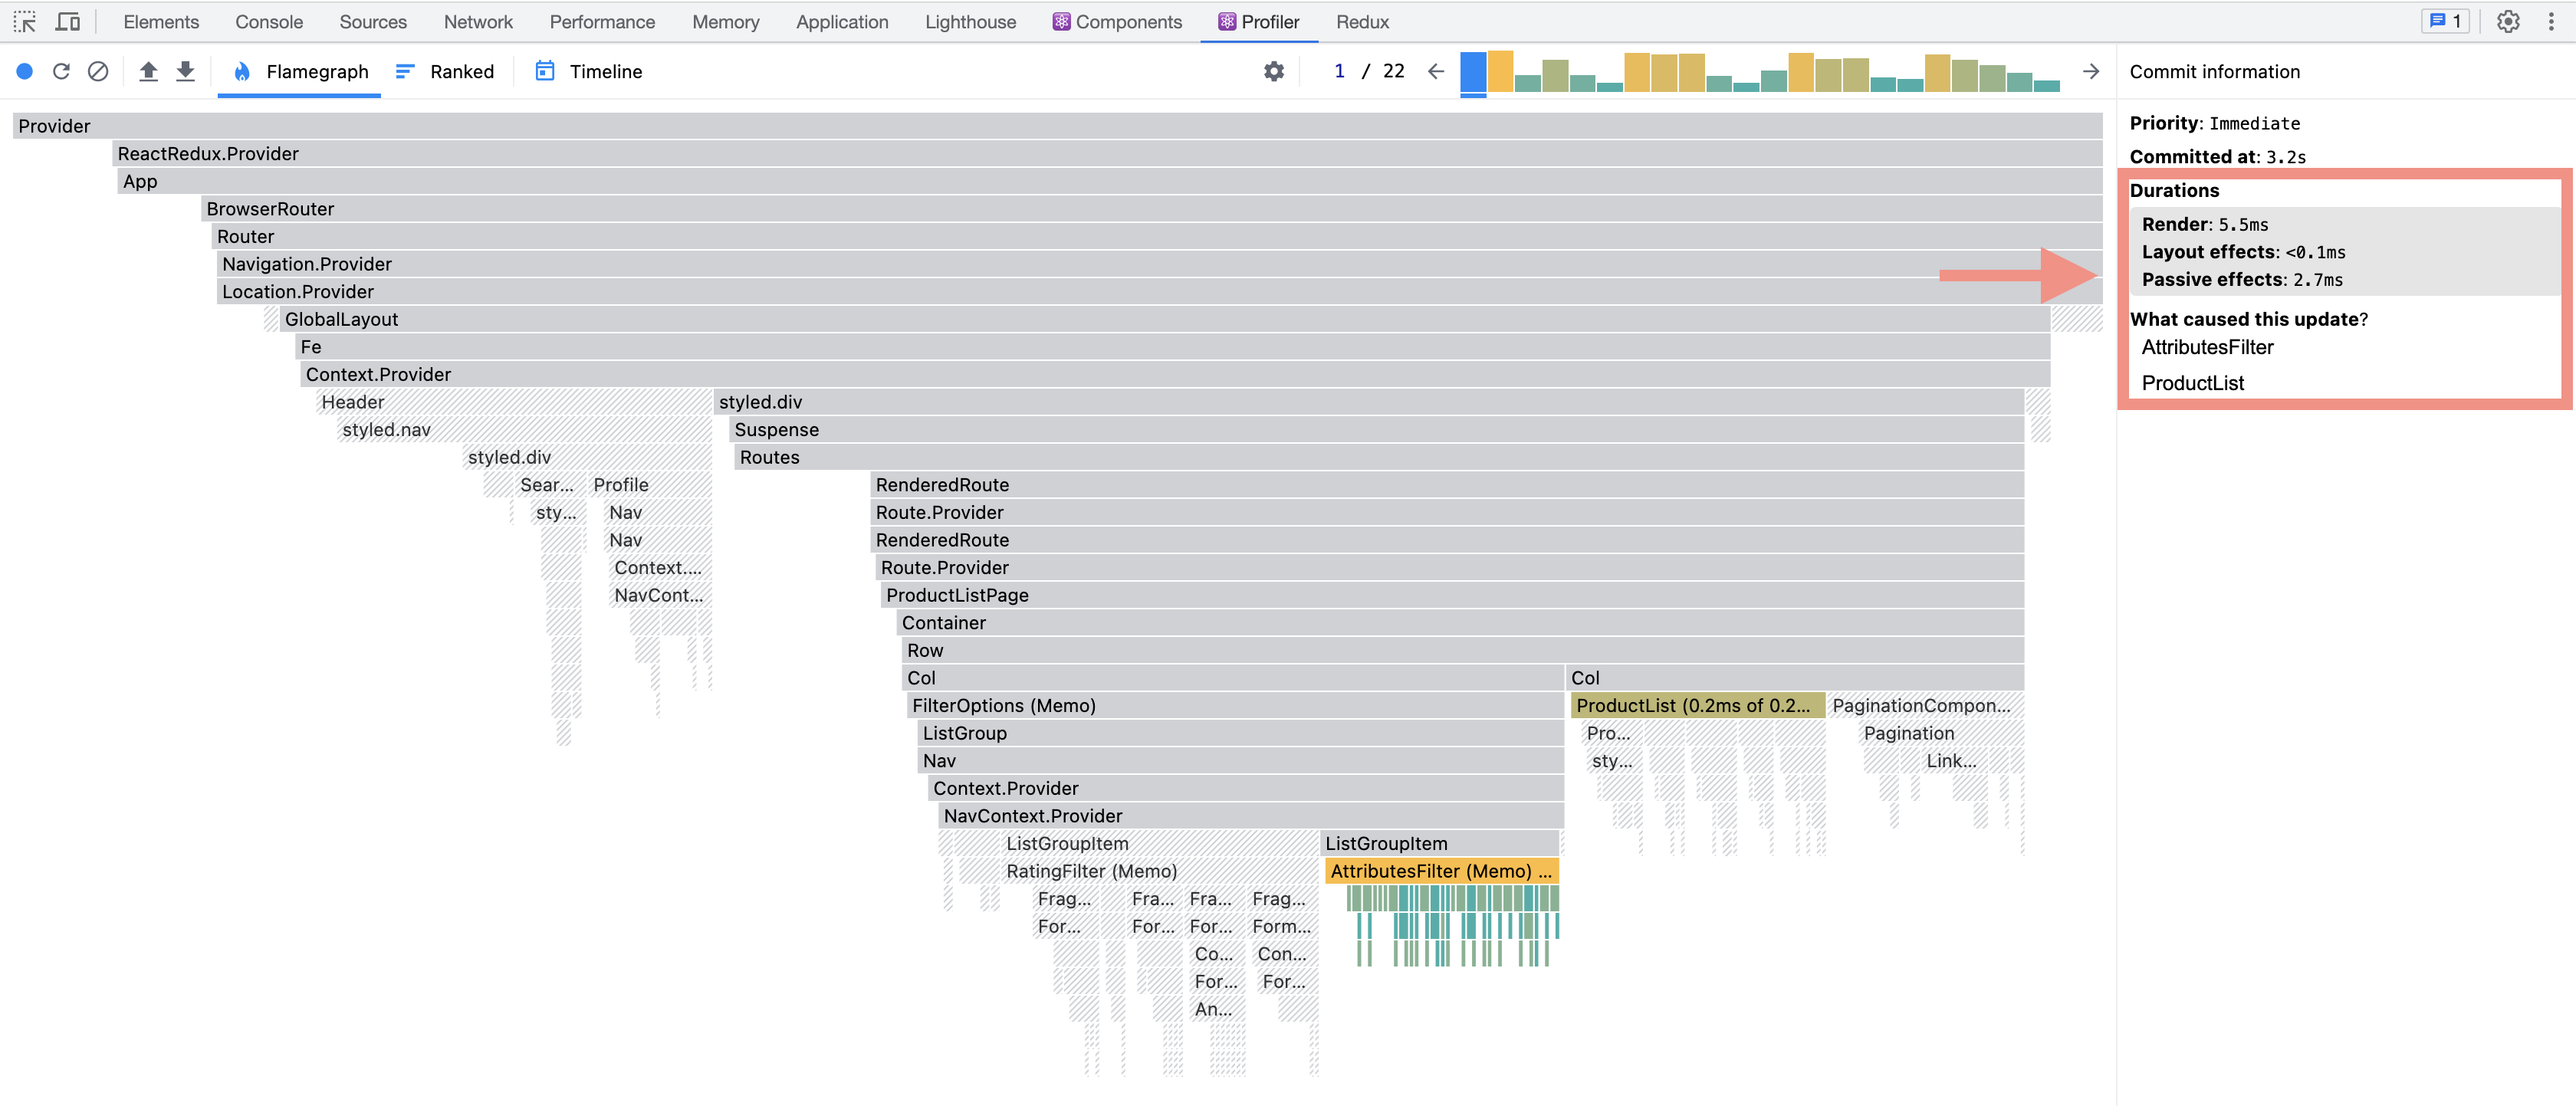 Elements Console Sources Network Performance Memory Application Lighthouse Components Profiler Redux 1
Flamegraph Ranked Timeline 1 / 22 Commit information
Provider
ReactRedux.Provider
App
BrowserRouter
Router
Navigation.Provider
Location.Provider
GlobalLayout
Fe
Context.Provider
Header styled.div
styled.nav Suspense
styled.div Routes
Sear... Profile RenderedRoute
sty... Nav Route.Provider
Nav RenderedRoute
Context.... Route.Provider
NavCont... ProductListPage
Container
Row
Col Col
FilterOptions (Memo) ProductList (0.2ms of 0.2... PaginationCompon...
ListGroup Pro... Pagination
Nav sty... Link...
Context.Provider
NavContext.Provider
ListGroupItem ListGroupItem
RatingFilter (Memo) AttributesFilter (Memo) ...
Frag... Fra... Fra... Frag...
For... For... For... Form...
Co... Con...
For... For...
An...
Priority: Immediate
Committed at: 3.2s
Durations
Render: 5.5ms
Layout effects: <0.1ms
Passive effects: 2.7ms
What caused this update?
AttributesFilter
ProductList